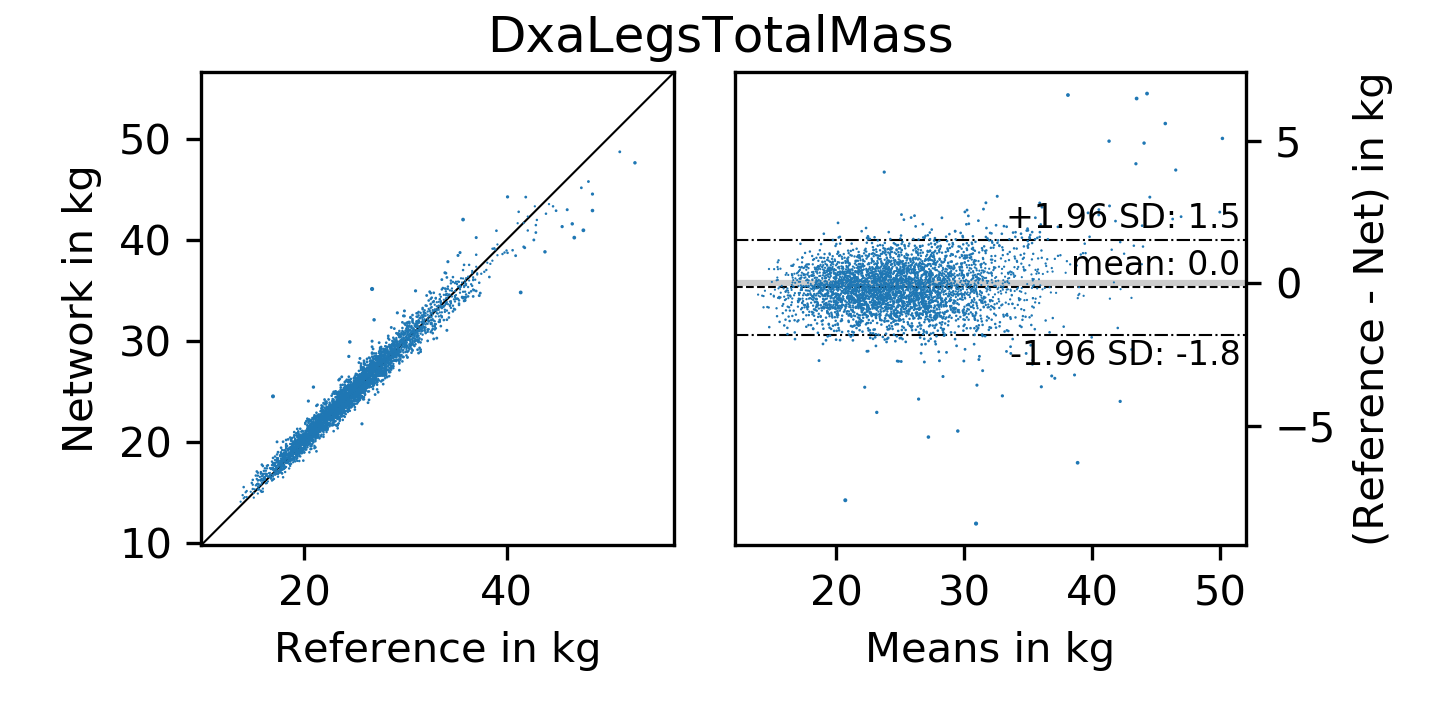 DxaLegsTotalMass
Network in kg
50
40
30
20
10
20 40
Reference in kg
+1.96 SD: 1.5
mean: 0.0
-1.96 SD: -1.8
5
0
−5
20 30 40 50
Means in kg
(Reference - Net) in kg